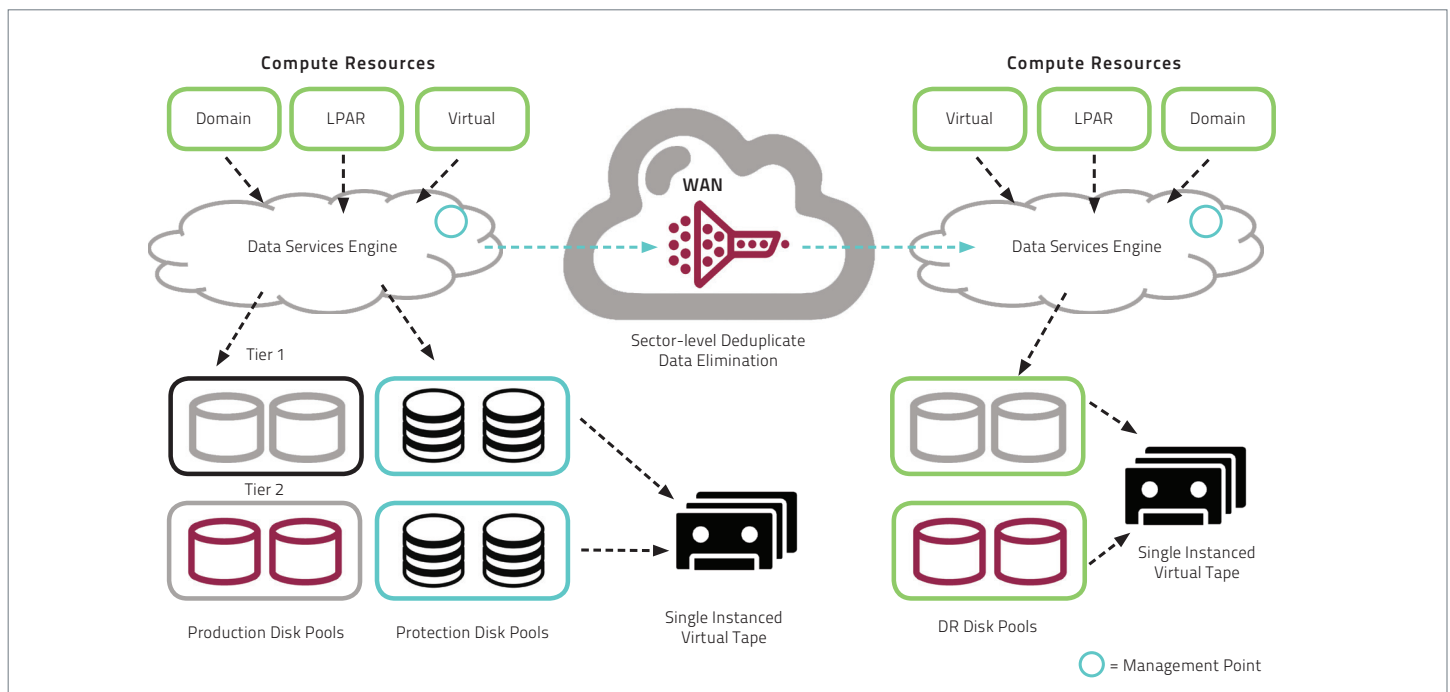 Compute Resources
Domain
LPAR
Virtual
Data Services Engine
WAN
Sector-level Deduplicate
Data Elimination
Compute Resources
Virtual
LPAR
Domain
Data Services Engine
Tier 1
Tier 2
Production Disk Pools
Protection Disk Pools
Single Instanced
Virtual Tape
DR Disk Pools
Single Instanced
Virtual Tape
= Management Point